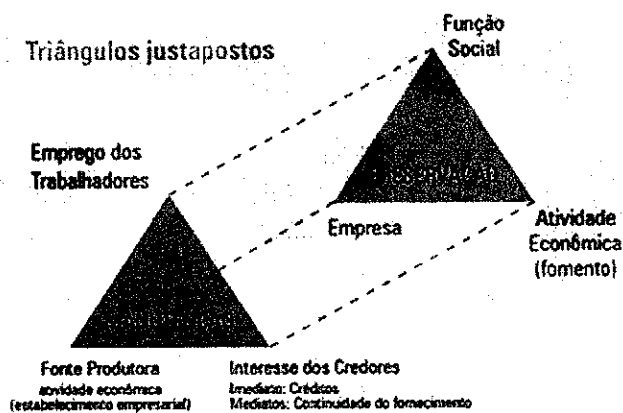 Triângulos justapostos
Função
Social
Emprego dos
Trabalhadores
Empresa
Atividade
Econômica
(fomento)
Fonte Produtora
atividade econômica
(estabelecimento empresarial)
Interesse dos Credores
Imediato: Créditos
Mediatos: Continuidade do fornecimento